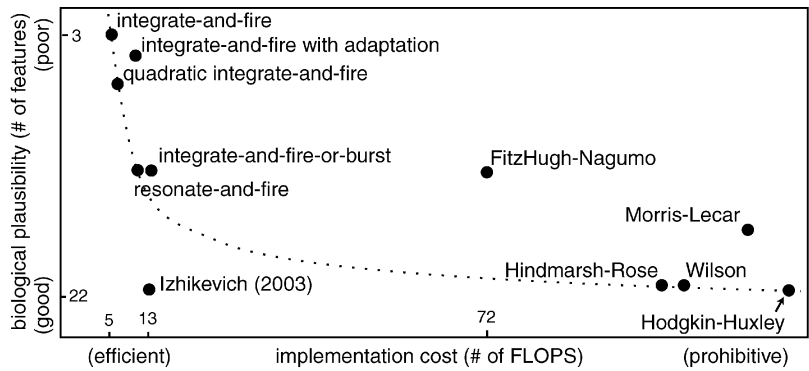 biological plausibility (# of features)
(poor)
(good)
3
22
integrate-and-fire
integrate-and-fire with adaptation
quadratic integrate-and-fire
integrate-and-fire-or-burst
resonate-and-fire
FitzHugh-Nagumo
Morris-Lecar
Hindmarsh-Rose
Wilson
Izhikevich (2003)
Hodgkin-Huxley
5
13
72
(efficient)
implementation cost (# of FLOPS)
(prohibitive)